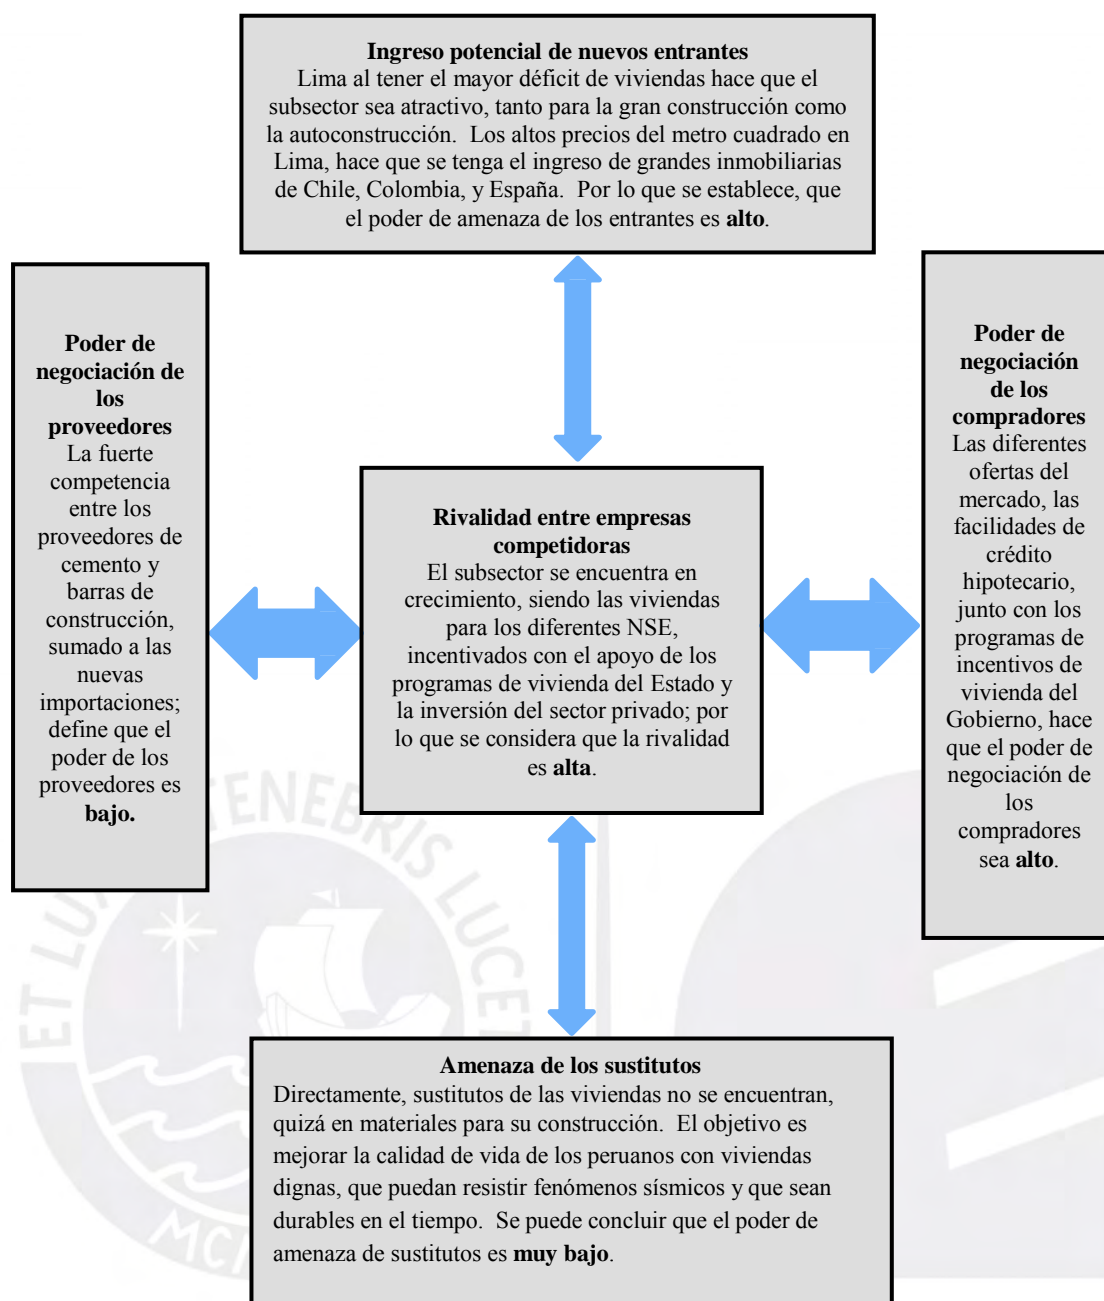 Ingreso potencial de nuevos entrantes
Lima al tener el mayor déficit de viviendas hace que el
subsector sea atractivo, tanto para la gran construcción como
la autoconstrucción.  Los altos precios del metro cuadrado en
Lima, hace que se tenga el ingreso de grandes inmobiliarias
de Chile, Colombia, y España.  Por lo que se establece, que
el poder de amenaza de los entrantes es alto.
Poder de
negociación de
los
proveedores
La fuerte
competencia
entre los
proveedores de
cemento y
barras de
construcción,
sumado a las
nuevas
importaciones;
define que el
poder de los
proveedores es
bajo.
Rivalidad entre empresas
competidoras
El subsector se encuentra en
crecimiento, siendo las viviendas
para los diferentes NSE,
incentivados con el apoyo de los
programas de vivienda del Estado y
la inversión del sector privado; por
lo que se considera que la rivalidad
es alta.
Poder de
negociación
de los
compradores
Las diferentes
ofertas del
mercado, las
facilidades de
crédito
hipotecario,
junto con los
programas de
incentivos de
vivienda del
Gobierno, hace
que el poder de
negociación de
los
compradores
sea alto.
Amenaza de los sustitutos
Directamente, sustitutos de las viviendas no se encuentran,
quizá en materiales para su construcción.  El objetivo es
mejorar la calidad de vida de los peruanos con viviendas
dignas, que puedan resistir fenómenos sísmicos y que sean
durables en el tiempo.  Se puede concluir que el poder de
amenaza de sustitutos es muy bajo.
ET LU
TENEBRIS LUCET
MC